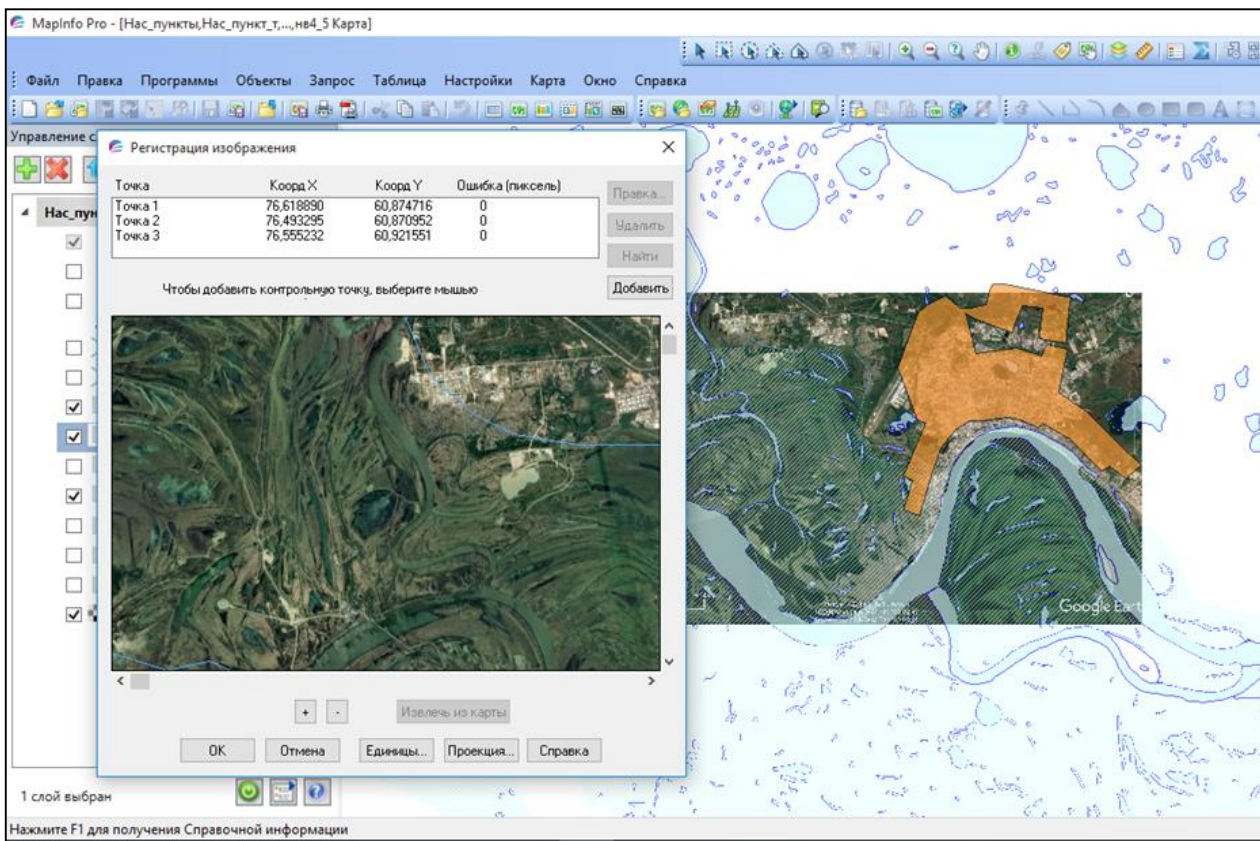 MapInfo Pro - [Нас_пункты,Нас_пункт_т,...,нв4_5 Карта]
Файл Правка Программы Объекты Запрос Таблица Настройки Карта Окно Справка
Управление с
Регистрация изображения
Точка Коорд X Коорд Y Ошибка (пиксель)
Точка 1 76,618890 60,874716 0
Точка 2 76,493295 60,870952 0
Точка 3 76,555232 60,921551 0
Правка...
Удалить
Найти
Добавить
Чтобы добавить контрольную точку, выберите мышью
Нас_пун
+ - Извлечь из карты
OK Отмена Единицы... Проекция... Справка
Google Eart
1 слой выбран
Нажмите F1 для получения Справочной информации